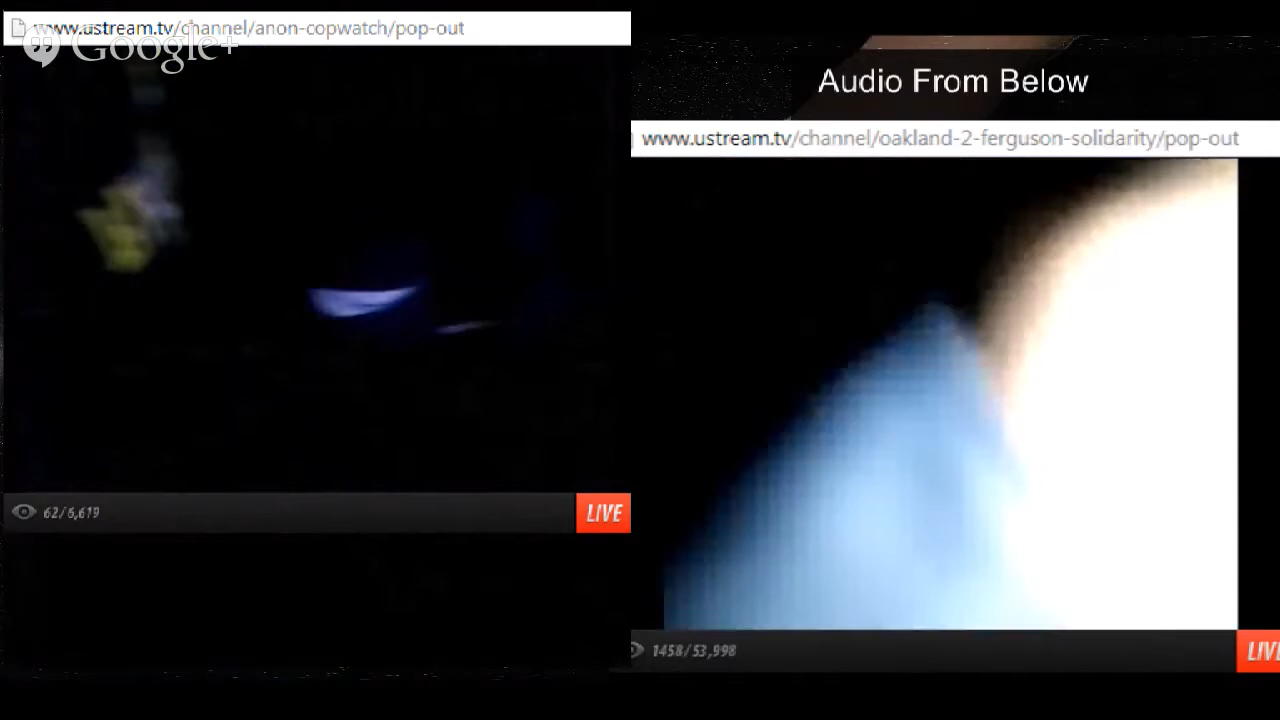 www.ustream.tv/channel/anon-copwatch/pop-out
Google+
62/6,619
LIVE
Audio From Below
www.ustream.tv/channel/oakland-2-ferguson-solidarity/pop-out
1458/53,998
LIVE